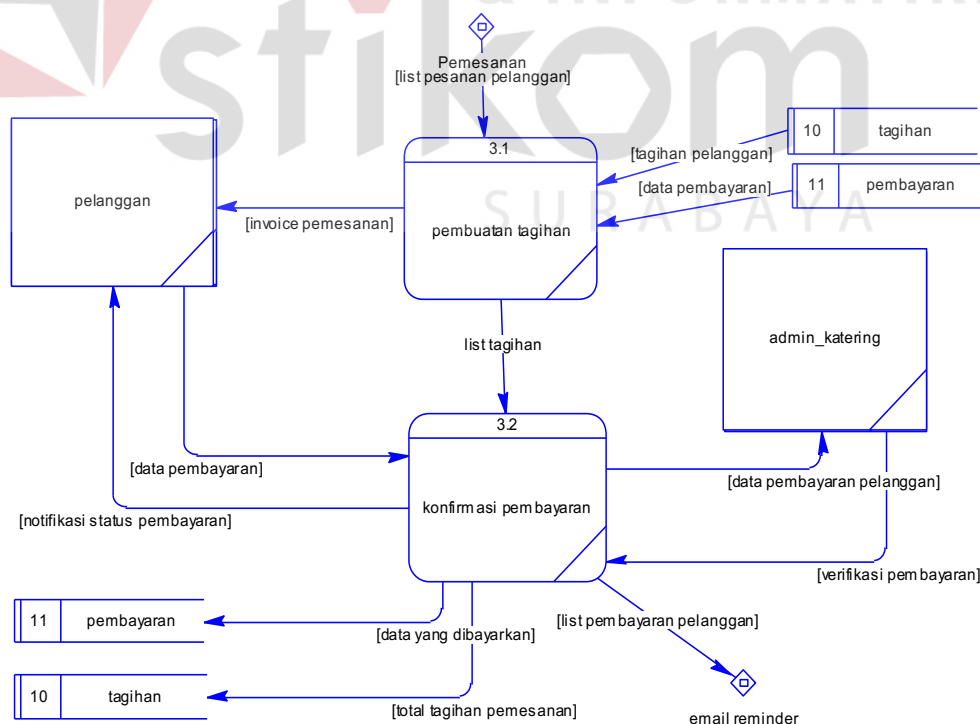 & INFORMATIKA
stikom
SURABAYA
Pemesanan
[list pesanan pelanggan]
3.1
pembuatan tagihan
10 tagihan
[tagihan pelanggan]
11 pembayaran
[data pembayaran]
pelanggan
[invoice pemesanan]
list tagihan
admin_katering
3.2
konfirmasi pembayaran
[data pembayaran]
[data pembayaran pelanggan]
[notifikasi status pembayaran]
[verifikasi pembayaran]
11 pembayaran
[data yang dibayarkan]
[list pembayaran pelanggan]
10 tagihan
[total tagihan pemesanan]
email reminder